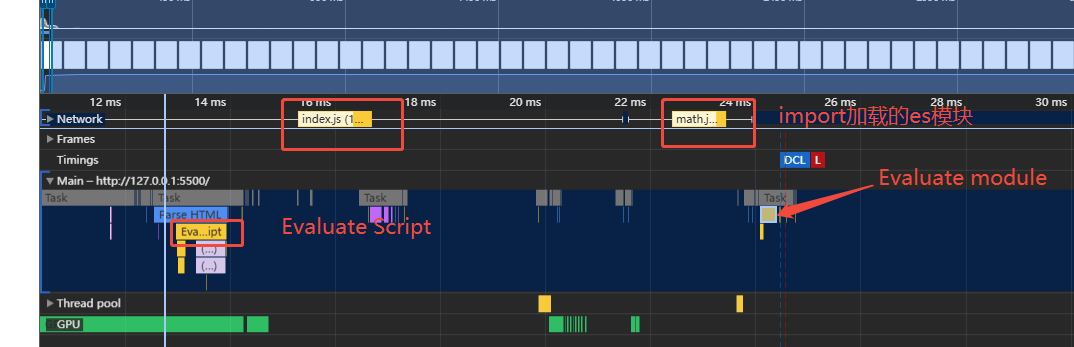 12 ms 14 ms 16 ms 18 ms 20 ms 22 ms 24 ms 26 ms 28 ms 30 ms
Network index.js (1... math.j... import加载的es模块
Frames
Timings DCL L
Main – http://127.0.0.1:5500/
Task Task Task Task Evaluate module
Parse HTML
Eva...ipt Evaluate Script
(...)
(...)
Thread pool
GPU